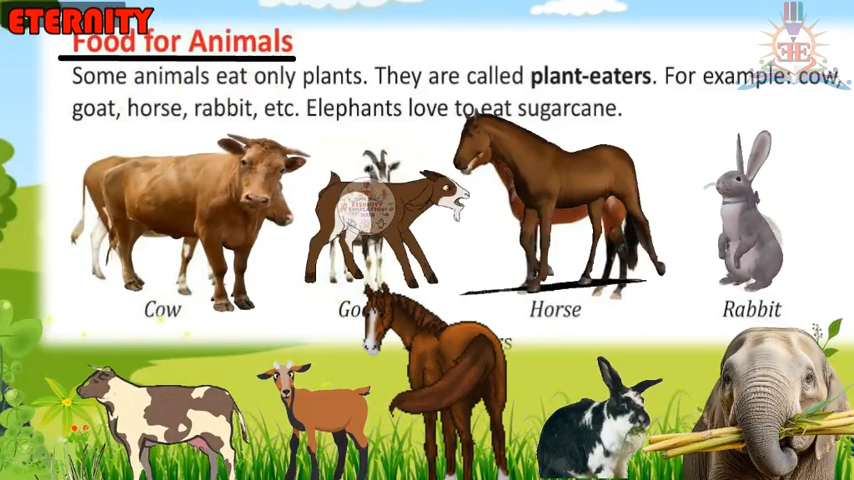 ETERNITY
Food for Animals
Some animals eat only plants. They are called plant-eaters. For example: cow,
goat, horse, rabbit, etc. Elephants love to eat sugarcane.
Cow Horse Rabbit